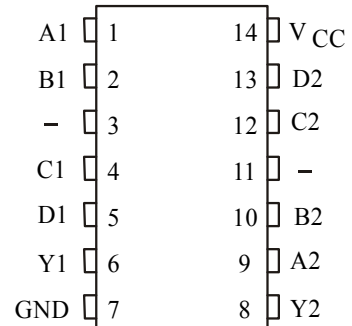 A1 1 14 V CC
B1 2 13 D2
– 3 12 C2
C1 4 11 –
D1 5 10 B2
Y1 6 9 A2
GND 7 8 Y2